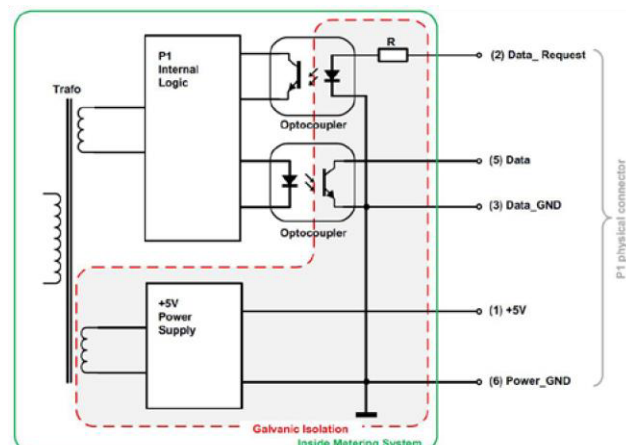 P1
Internal
Logic
R
(2) Data_ Request
Trafo
Optocoupler
(5) Data
(3) Data_GND
Optocoupler
P1 physical connector
+5V
Power
Supply
(1) +5V
(6) Power_GND
Galvanic Isolation
Inside Metering System